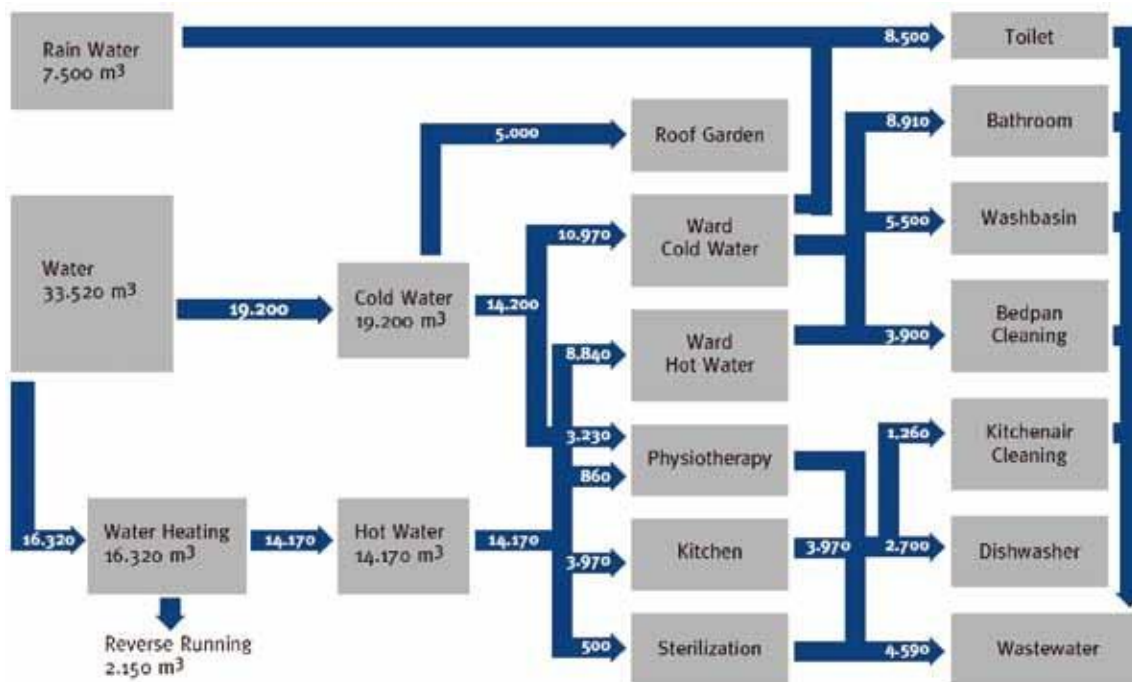 Rain Water
7.500 m³
8.500
Toilet
5.000
Roof Garden
8.910
Bathroom
Water
33.520 m³
19.200
Cold Water
19.200 m³
14.200
10.970
Ward
Cold Water
5.500
Washbasin
8.840
Ward
Hot Water
3.900
Bedpan
Cleaning
3.230
860
Physiotherapy
1.260
Kitchenair
Cleaning
16.320
Water Heating
16.320 m³
14.170
Hot Water
14.170 m³
14.170
3.970
Kitchen
3.970
2.700
Dishwasher
Reverse Running
2.150 m³
500
Sterilization
4.590
Wastewater